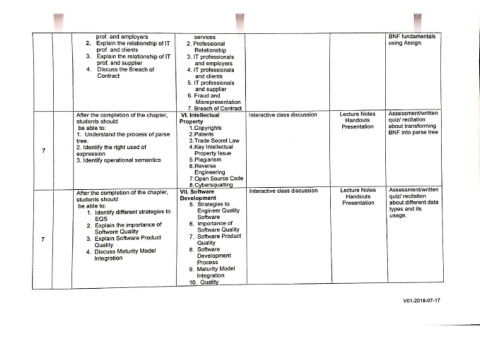 prof. and employers
2. Explain the relationship of IT
prof. and clients
3. Explain the relationship of IT
prof. and supplier
4. Discuss the Breach of
Contract
services
2. Professional
Relationship
3. IT professionals
and employers
4. IT professionals
and clients
5. IT professionals
and supplier
6. Fraud and
Misrepresentation
7. Breach of Contract
BNF fundamentals
using Assign.
7
After the completion of the chapter,
students should
be able to:
1. Understand the process of parse
tree.
2. Identify the right used of
expression
3. Identify operational semantics
VI. Intellectual
Property
1.Copyrights
2.Patents
3.Trade Secret Law
4.Key Intellectual
Property Issue
5.Plagiarism
6.Reverse
Engineering
7.Open Source Code
8.Cybersquatting
Interactive class discussion
Lecture Notes
Handouts
Presentation
Assessment/written
quiz/ recitation
about transforming
BNF into parse tree
7
After the completion of the chapter,
students should
be able to:
1. Identify different strategies to
EQS
2. Explain the importance of
Software Quality
3. Explain Software Product
Quality
4. Discuss Maturity Model
Integration
VII. Software
Development
5. Strategies to
Engineer Quality
Software
6. Importance of
Software Quality
7. Software Product
Quality
8. Software
Development
Process
9. Maturity Model
Integration
10. Quality
Interactive class discussion
Lecture Notes
Handouts
Presentation
Assessment/written
quiz/ recitation
about different data
types and its
usage.
V01-2018-07-17